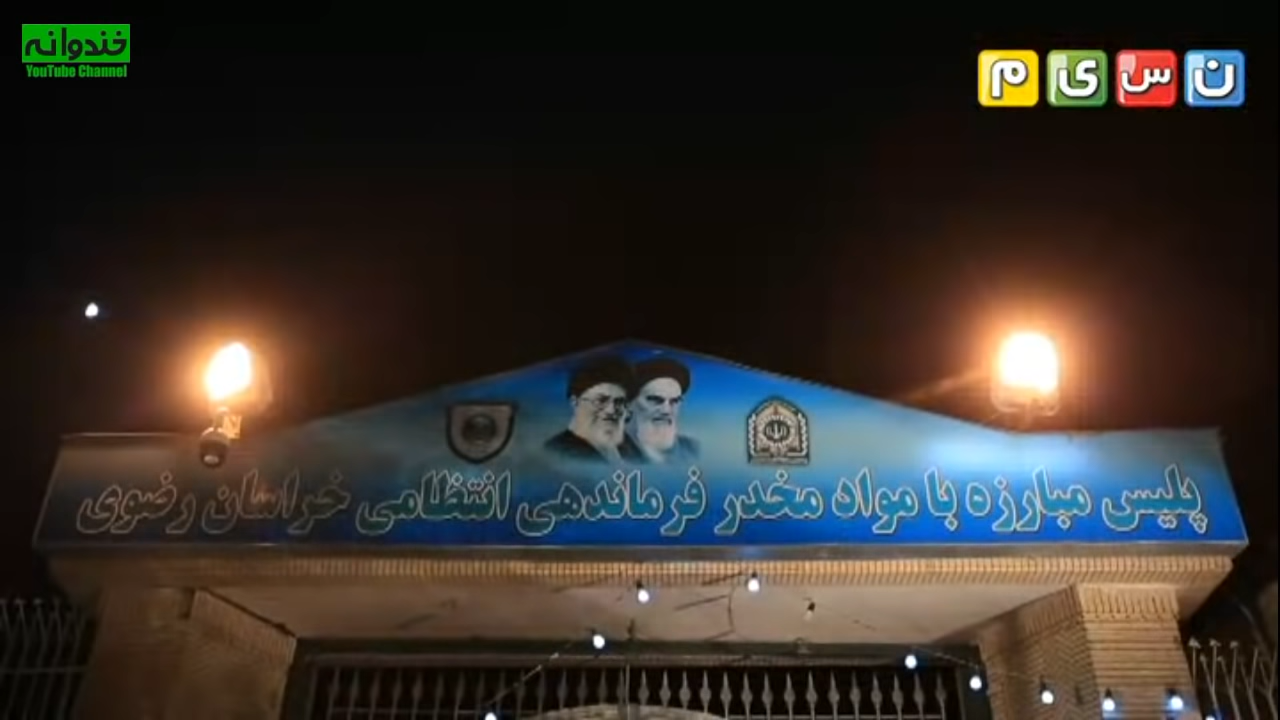 خندوانه
YouTube Channel
ن س ی م
پلیس مبارزه با مواد مخدر فرماندهی انتظامی خراسان رضوی